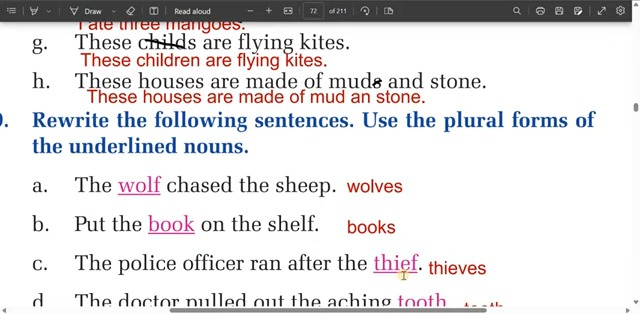 Draw
Read aloud
72 of 211
I ate three mangoes.
g. These childs are flying kites.
These children are flying kites.
h. These houses are made of muds and stone.
These houses are made of mud an stone.
Rewrite the following sentences. Use the plural forms of
the underlined nouns.
a. The wolf chased the sheep. wolves
b. Put the book on the shelf. books
c. The police officer ran after the thief. thieves
d. The doctor pulled out the aching tooth. teeth